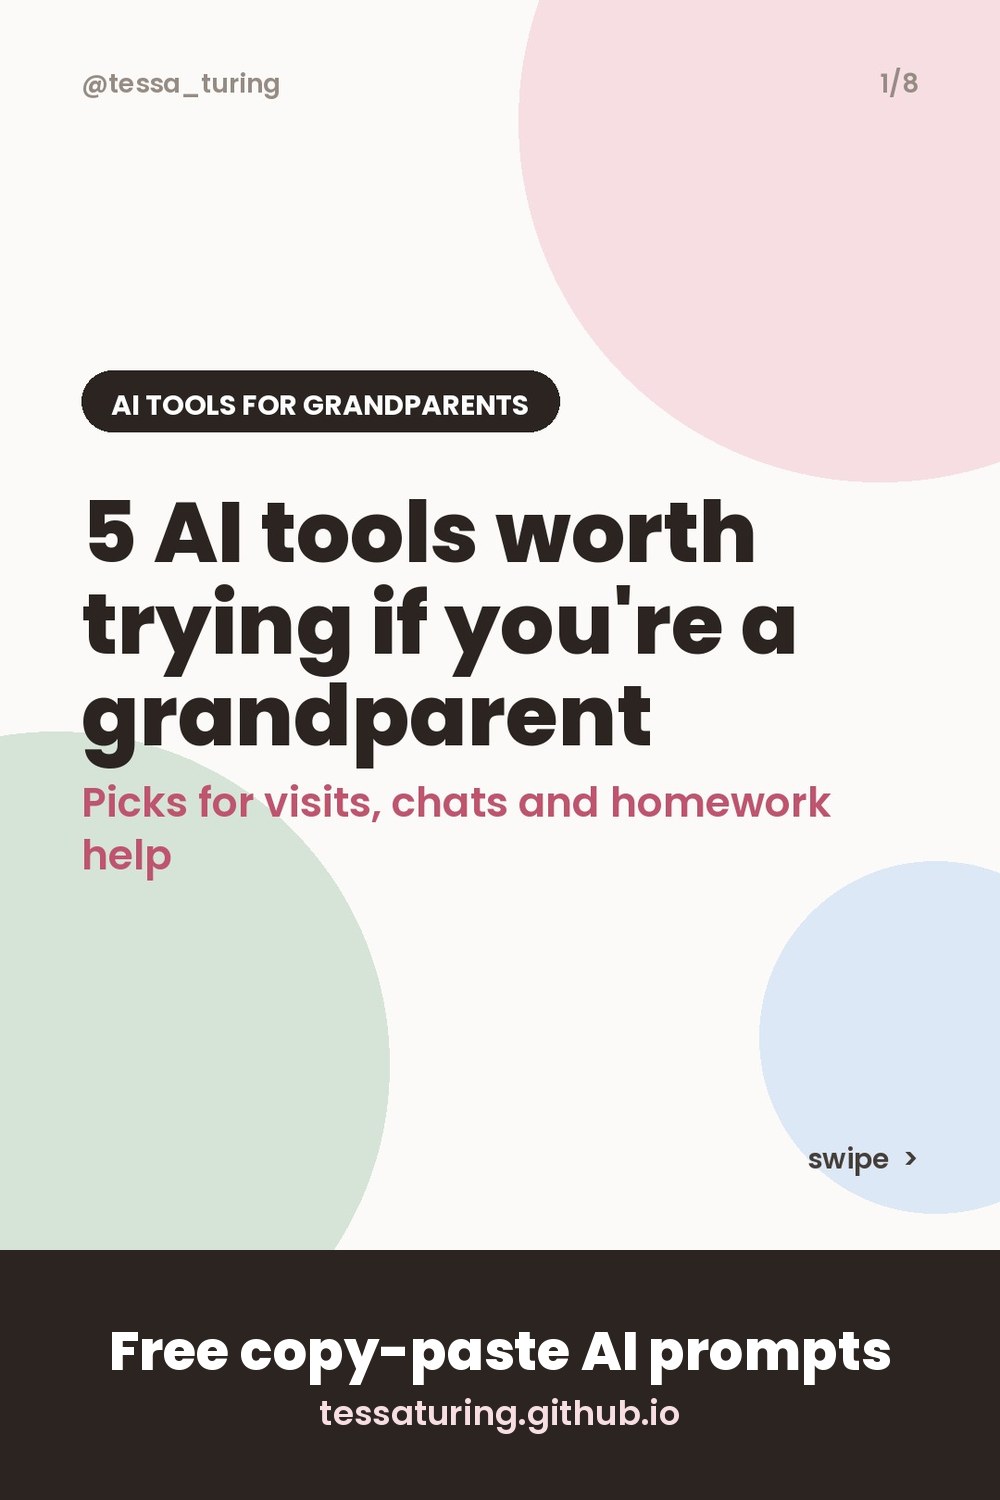 @tessa_turing
1/8
AI TOOLS FOR GRANDPARENTS
5 AI tools worth
trying if you're a
grandparent
Picks for visits, chats and homework
help
swipe >
Free copy-paste AI prompts
tessaturing.github.io